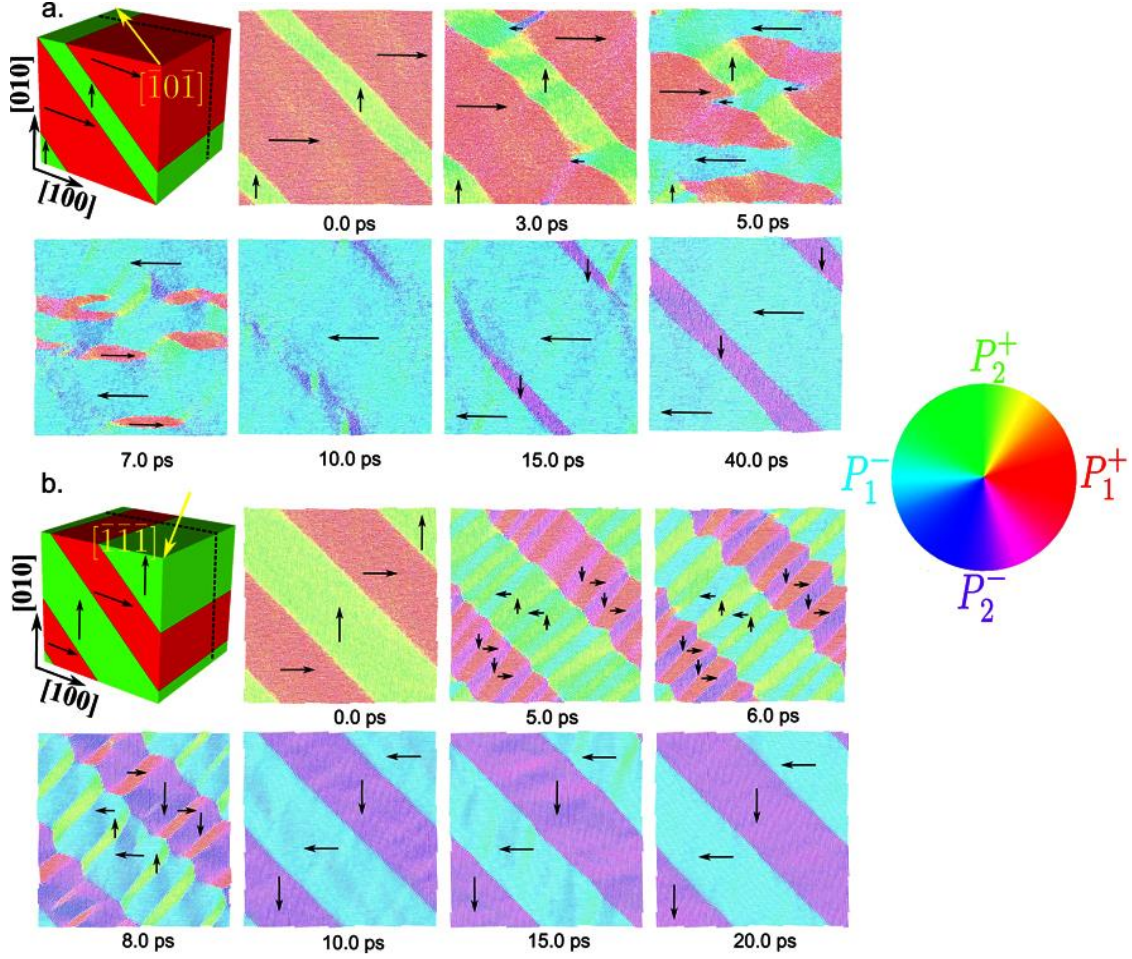 a.
[010]
[1̄01̄]
[100]
0.0 ps
3.0 ps
5.0 ps
7.0 ps
10.0 ps
15.0 ps
40.0 ps
P₂⁺
P₁⁻
P₁⁺
P₂⁻
b.
[1̄1̄1̄]
[010]
[100]
0.0 ps
5.0 ps
6.0 ps
8.0 ps
10.0 ps
15.0 ps
20.0 ps